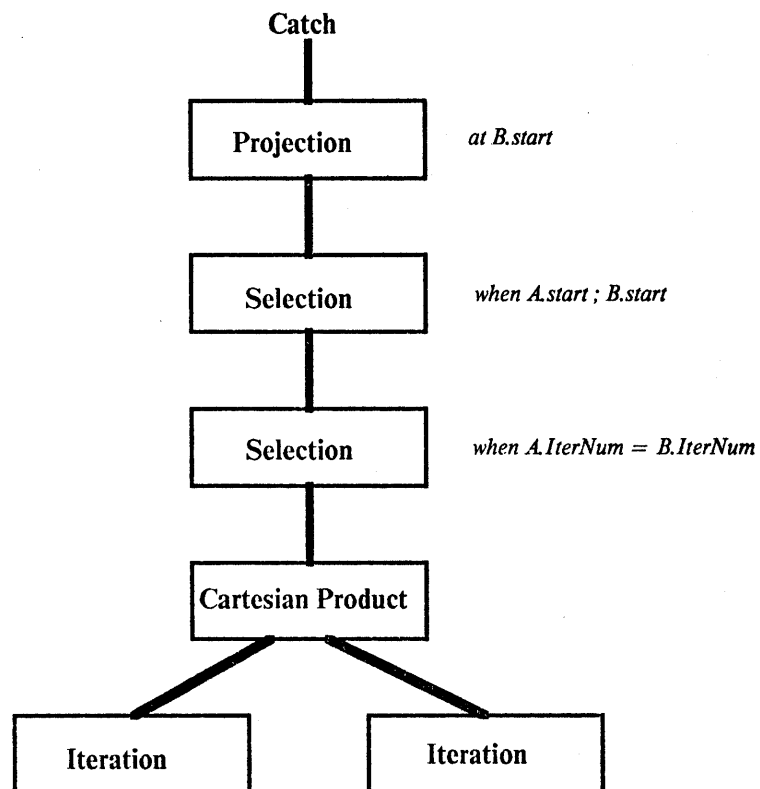 Catch
Projection
at B.start
Selection
when A.start ; B.start
Selection
when A.IterNum = B.IterNum
Cartesian Product
Iteration
Iteration